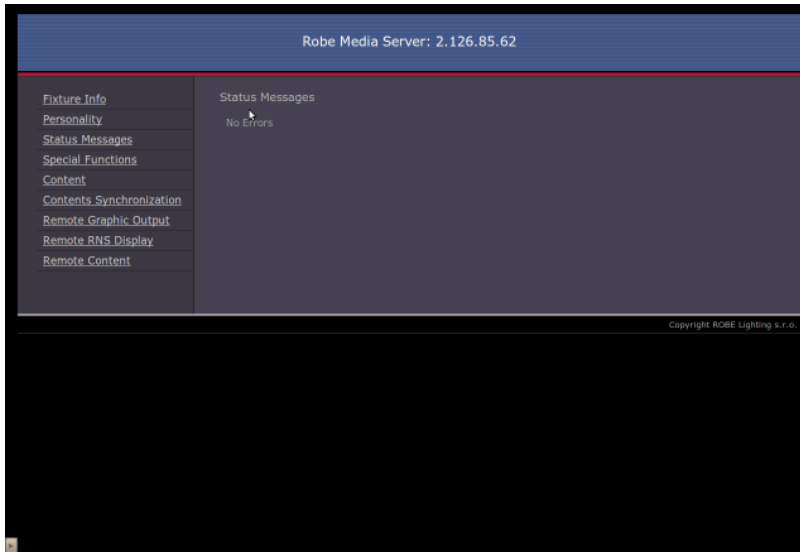 Robe Media Server: 2.126.85.62
Fixture Info
Personality
Status Messages
Special Functions
Content
Contents Synchronization
Remote Graphic Output
Remote RNS Display
Remote Content
Status Messages
No Errors
Copyright ROBE Lighting s.r.o.